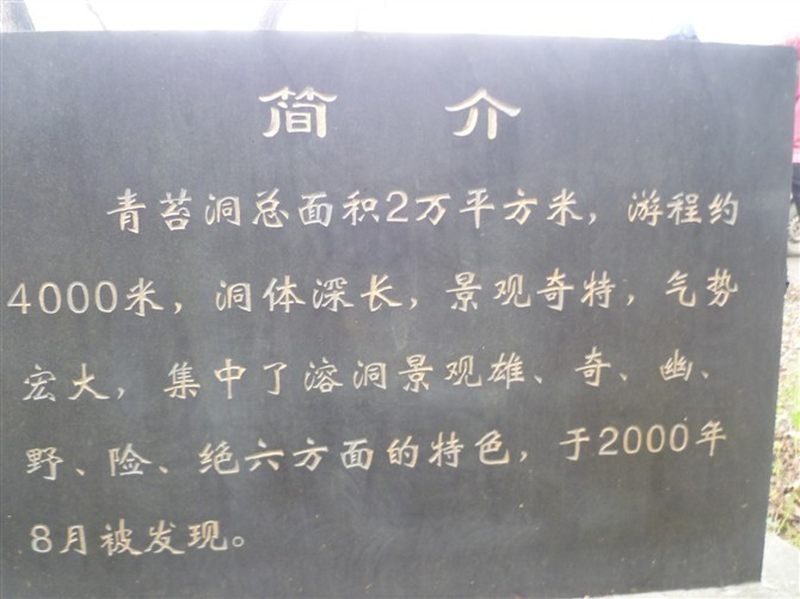 简 介
青苔洞总面积2万平方米，游程约
4000米，洞体深长，景观奇特，气势
宏大，集中了溶洞景观雄、奇、幽、
野、险、绝六方面的特色，于2000年
8月被发现。